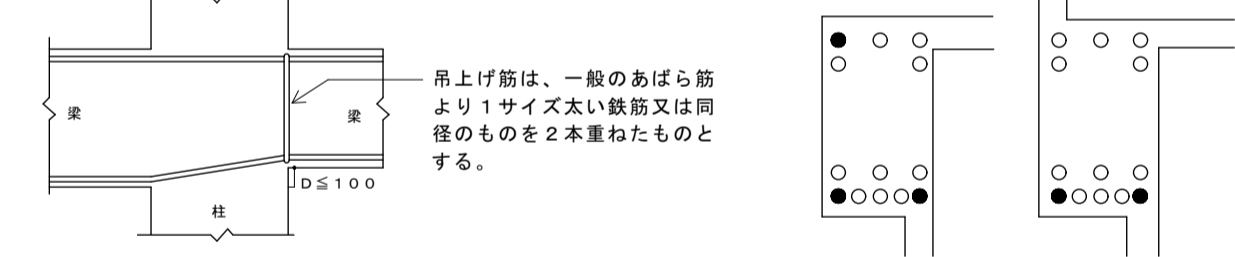 吊上げ筋は、一般のあばら筋
より１サイズ太い鉄筋又は同
径のものを２本重ねたものと
する。
梁
梁
Ｄ≦１００
柱